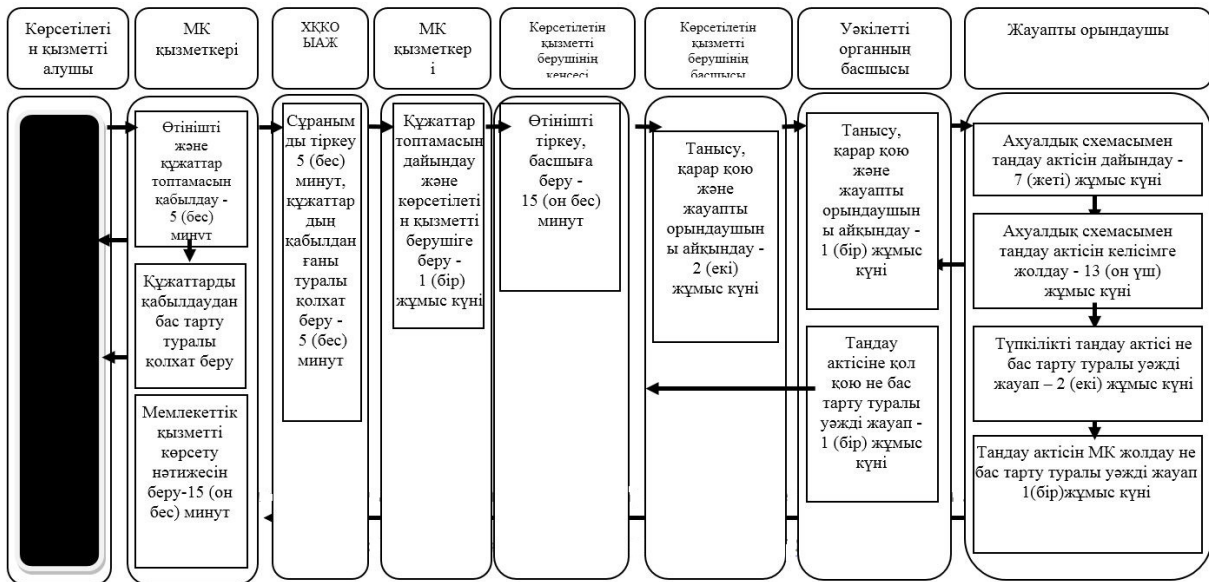 Көрсетілеті
н қызметті
алушы
МК
қызметкері
ХҚКО
ЫАЖ
МК
қызметкер
і
Көрсетілетін
қызметті
берушінің
кеңсесі
Көрсетілетін
қызметті
берушінің
басшысы
Уәкілетті
органның
басшысы
Жауапты орындаушы
Өтінішті
және
құжаттар
топтамасын
қабылдау -
5 (бес)
минут
Құжаттарды
қабылдаудан
бас тарту
туралы
қолхат беру
Мемлекеттік
қызметті
көрсету
нәтижесін
беру-15 (он
бес) минут
Сұраным
ды тіркеу
5 (бес)
минут,
құжаттар
дың
қабылдан
ғаны
туралы
қолхат
беру -
5 (бес)
минут
Құжаттар
топтамасын
дайындау
және
көрсетілеті
н қызметті
берушіге
беру -
1 (бір)
жұмыс күні
Өтінішті
тіркеу,
басшыға
беру -
15 (он бес)
минут
Танысу,
қарар қою
және
жауапты
орындаушын
ы айқындау -
2 (екі)
жұмыс күні
Танысу,
қарар қою
және
жауапты
орындаушын
ы айқындау -
1 (бір) жұмыс
күні
Таңдау
актісіне қол
қою не бас
тарту туралы
уәжді жауап -
1 (бір) жұмыс
күні
Ахуалдық схемасымен
таңдау актісін дайындау -
7 (жеті) жұмыс күні
Ахуалдық схемасымен
таңдау актісін келісімге
жолдау - 13 (он үш)
жұмыс күні
Түпкілікті таңдау актісі не
бас тарту туралы уәжді
жауап – 2 (екі) жұмыс күні
Таңдау актісін МК жолдау не
бас тарту туралы уәжді жауап
1(бір)жұмыс күні